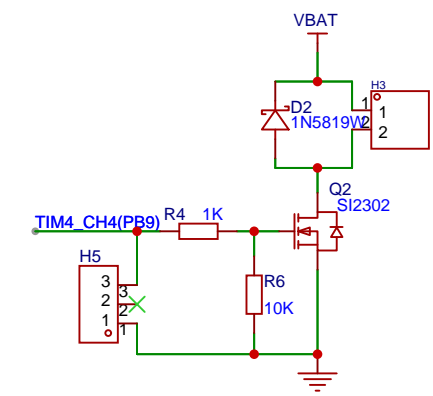 VBAT
H3
D2
1
1
1N5819W
2
2
Q2
SI2302
TIM4_CH4(PB9)
R4
1K
H5
3
3
2
2
1
1
R6
10K